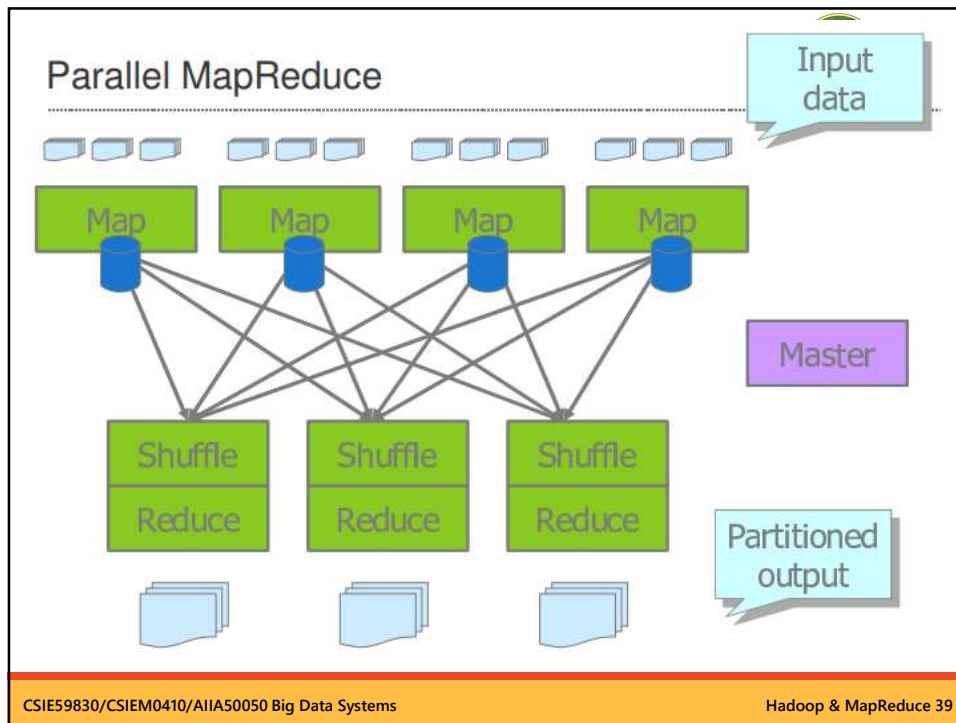 Parallel MapReduce
Input
data
Map Map Map Map
Master
Shuffle Shuffle Shuffle
Reduce Reduce Reduce
Partitioned
output
CSIE59830/CSIEM0410/AIIA50050 Big Data Systems Hadoop & MapReduce 39